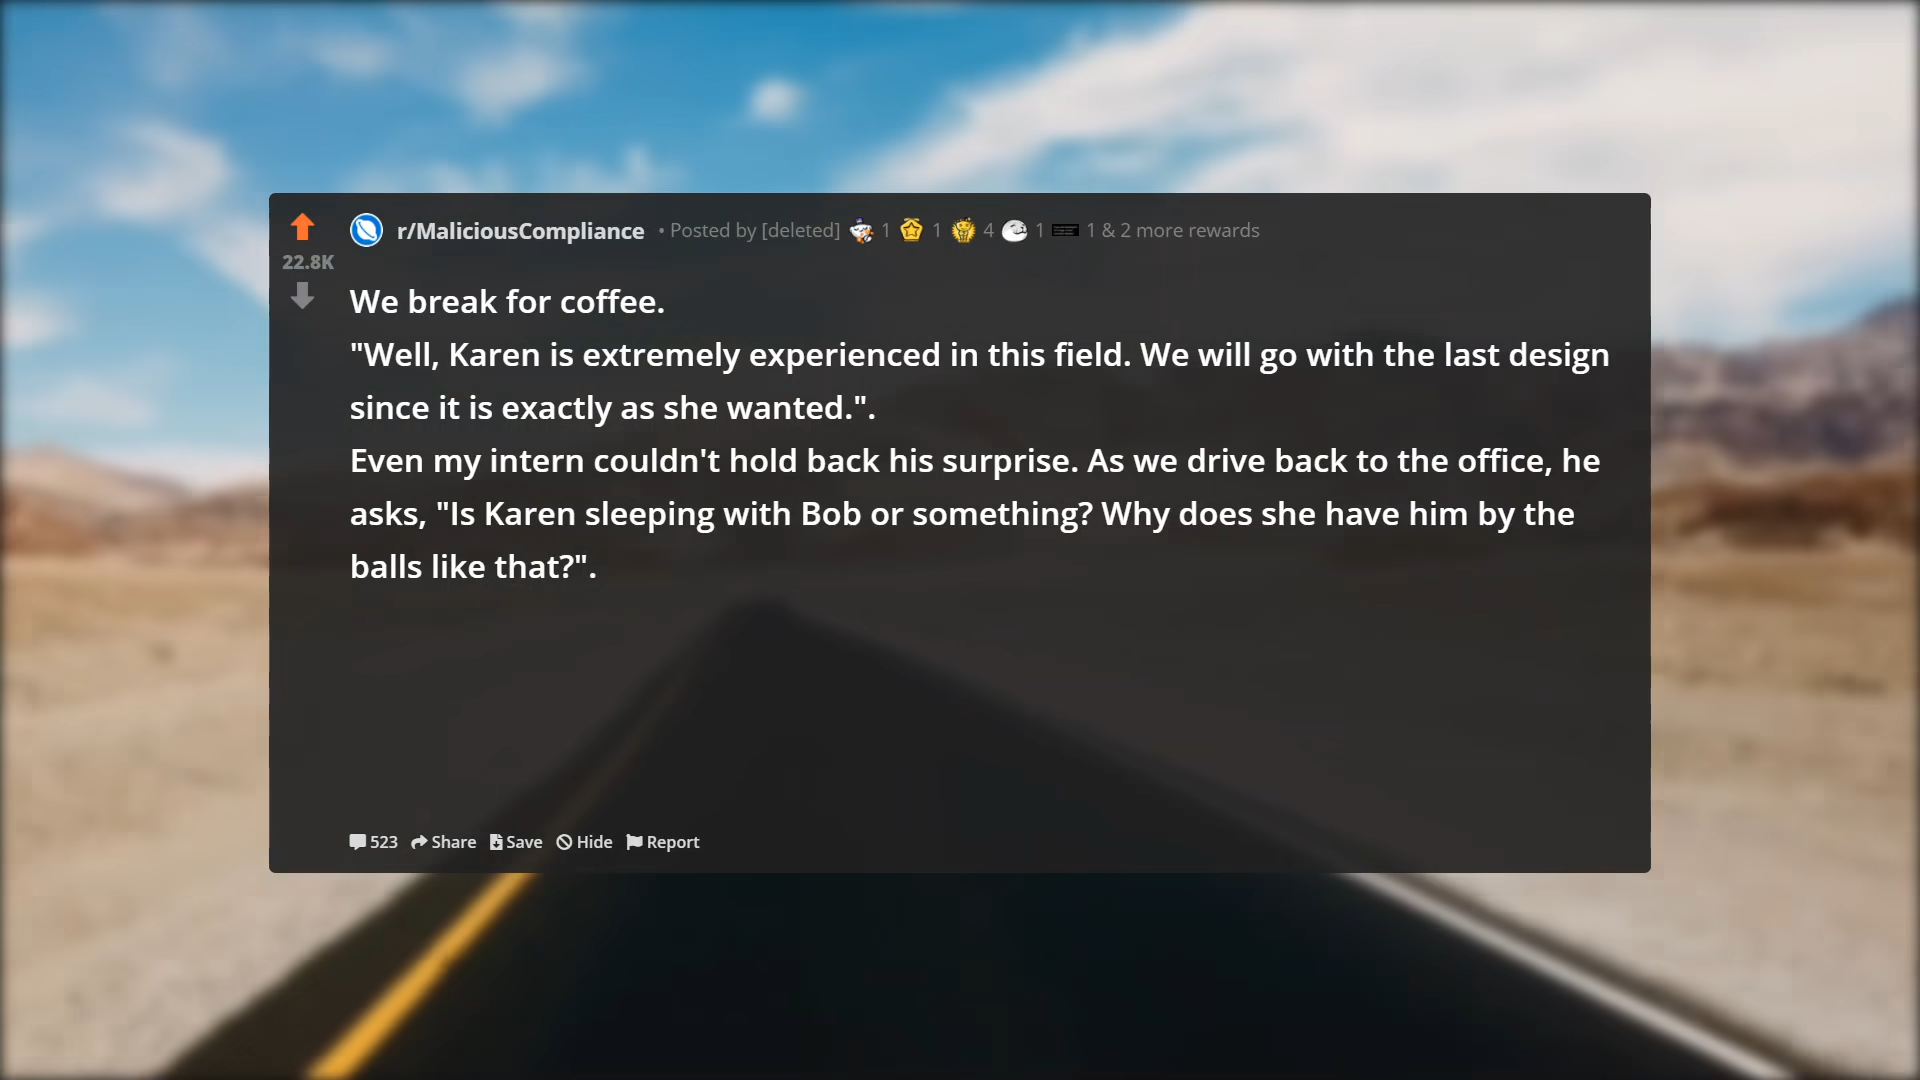 r/MaliciousCompliance • Posted by [deleted] 1 1 4 1 1 & 2 more rewards
22.8K
We break for coffee.
"Well, Karen is extremely experienced in this field. We will go with the last design
since it is exactly as she wanted.".
Even my intern couldn't hold back his surprise. As we drive back to the office, he
asks, "Is Karen sleeping with Bob or something? Why does she have him by the
balls like that?".
523 Share Save Hide Report